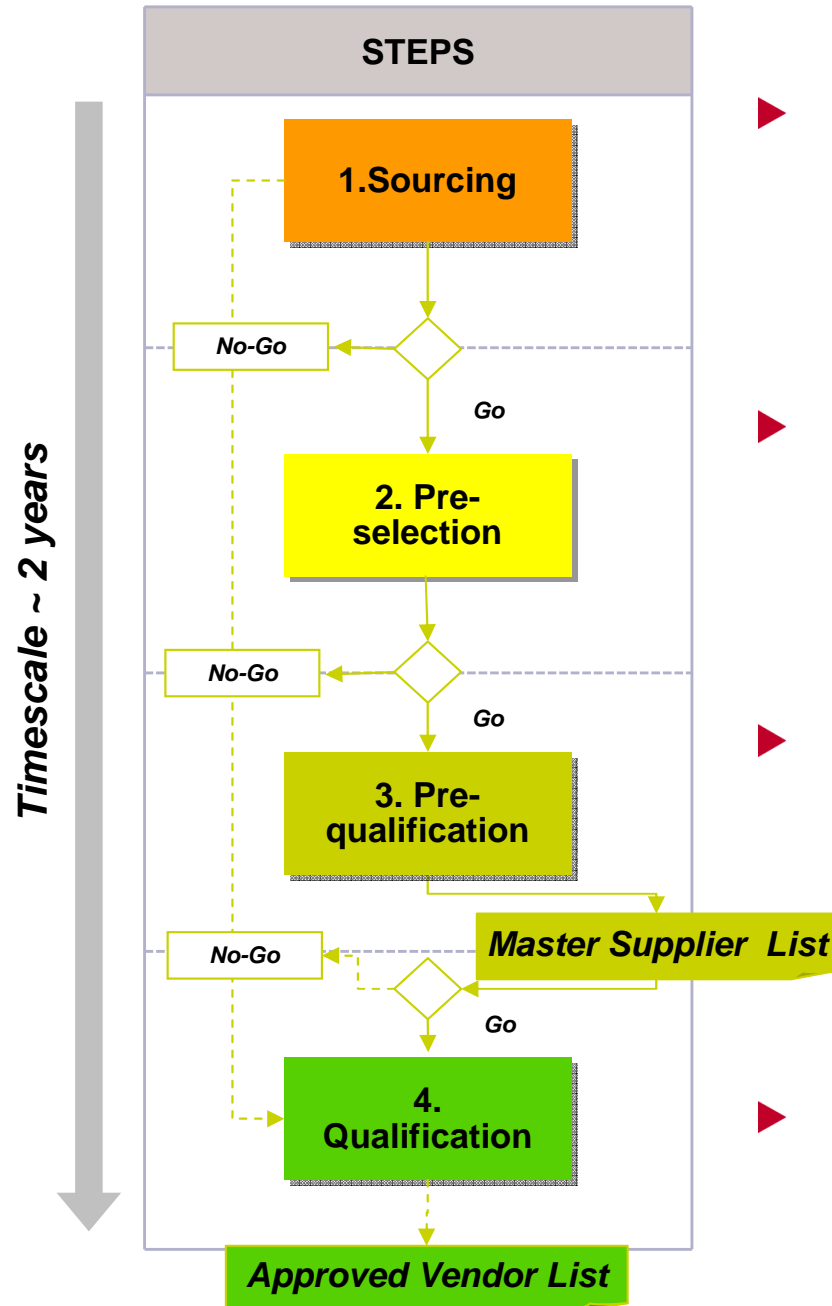 STEPS
1.Sourcing
No-Go
Go
2. Pre-
selection
No-Go
Go
3. Pre-
qualification
Master Supplier List
No-Go
Go
4.
Qualification
Approved Vendor List
Timescale ~ 2 years